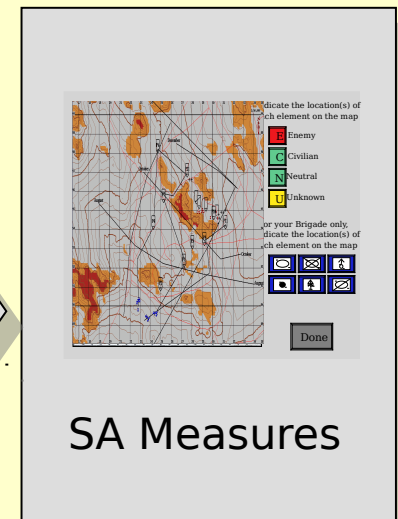 dicate the location(s) of
ch element on the map
E Enemy
C Civilian
N Neutral
U Unknown
or your Brigade only,
dicate the location(s) of
ch element on the map
Done
SA Measures